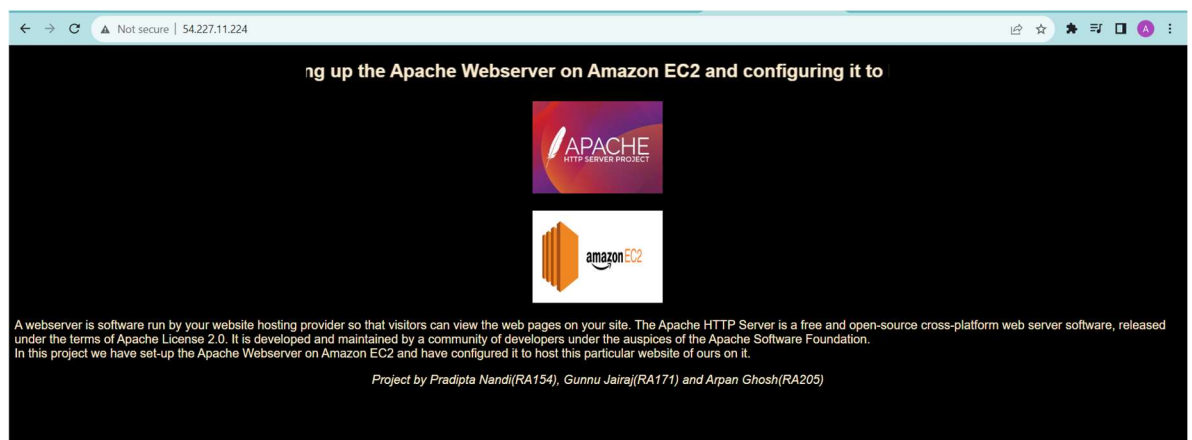 Not secure | 54.227.11.224
A
ng up the Apache Webserver on Amazon EC2 and configuring it to
APACHE
HTTP SERVER PROJECT
amazon EC2
A webserver is software run by your website hosting provider so that visitors can view the web pages on your site. The Apache HTTP Server is a free and open-source cross-platform web server software, released
under the terms of Apache License 2.0. It is developed and maintained by a community of developers under the auspices of the Apache Software Foundation.
In this project we have set-up the Apache Webserver on Amazon EC2 and have configured it to host this particular website of ours on it.
Project by Pradipta Nandi(RA154), Gunnu Jairaj(RA171) and Arpan Ghosh(RA205)